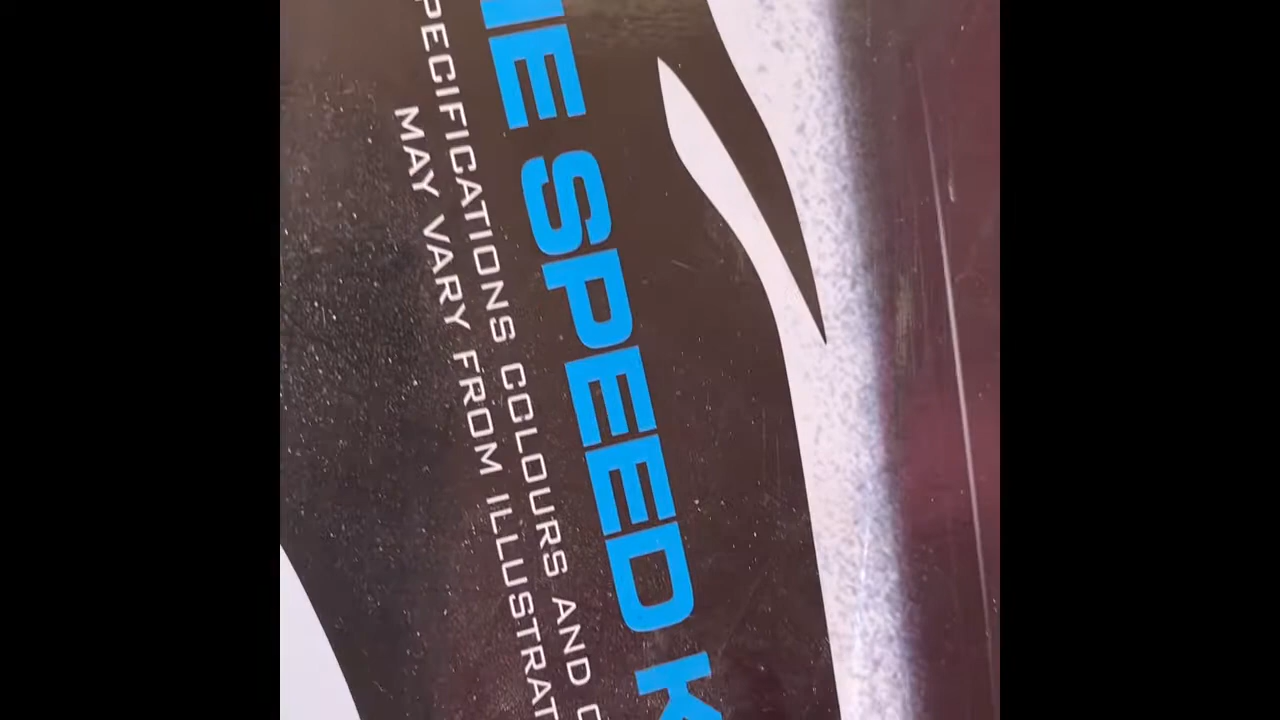 SPEED K
PECIFICATIONS COLOURS AND
MAY VARY FROM ILLUSTRAT